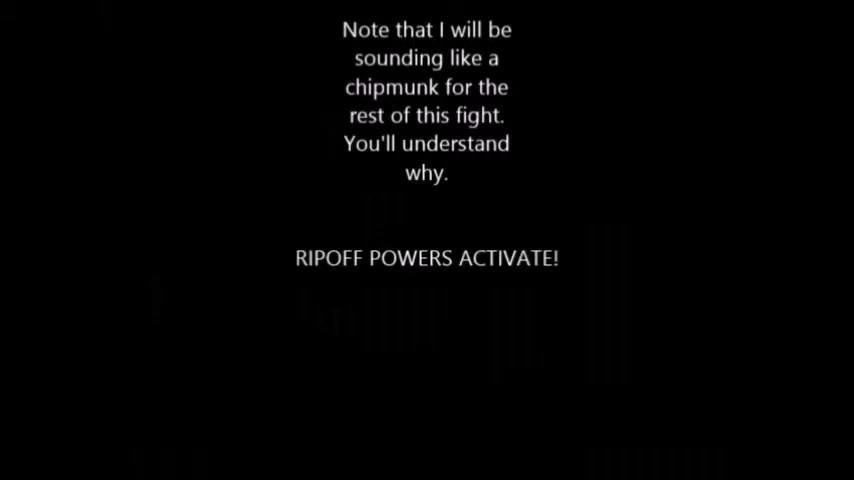 Note that I will be
sounding like a
chipmunk for the
rest of this fight.
You'll understand
why.
RIPOFF POWERS ACTIVATE!